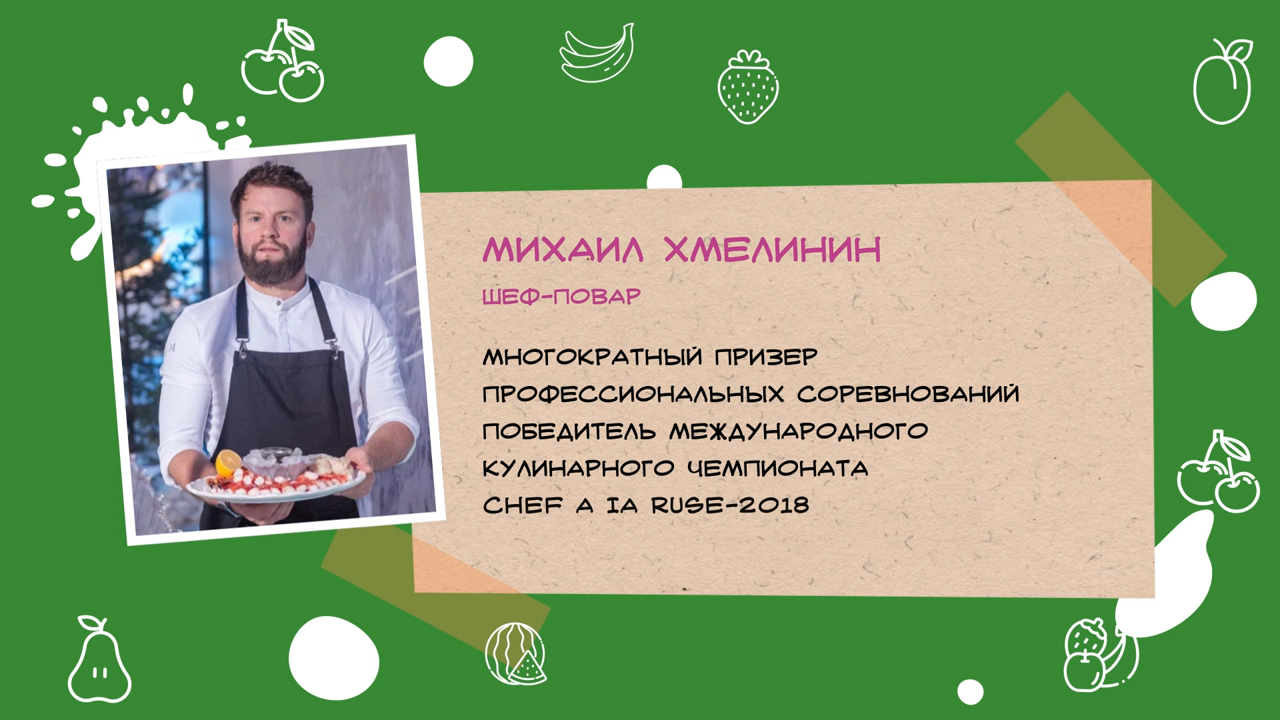 МИХАИЛ ХМЕЛИНИН
ШЕФ-ПОВАР
МНОГОКРАТНЫЙ ПРИЗЕР
ПРОФЕССИОНАЛЬНЫХ СОРЕВНОВАНИЙ
ПОБЕДИТЕЛЬ МЕЖДУНАРОДНОГО
КУЛИНАРНОГО ЧЕМПИОНАТА
CHEF A IA RUSE-2018